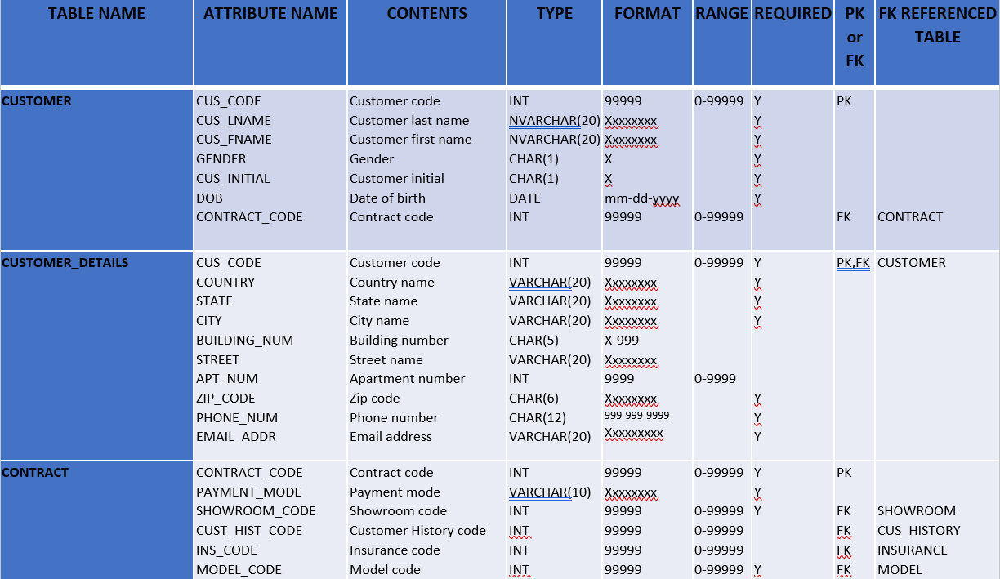 TABLE NAME ATTRIBUTE NAME CONTENTS TYPE FORMAT RANGE REQUIRED PK or FK FK REFERENCED TABLE
CUSTOMER CUS_CODE Customer code INT 99999 0-99999 Y PK
CUS_LNAME Customer last name NVARCHAR(20) Xxxxxxxx Y
CUS_FNAME Customer first name NVARCHAR(20) Xxxxxxxx Y
GENDER Gender CHAR(1) X Y
CUS_INITIAL Customer initial CHAR(1) X Y
DOB Date of birth DATE mm-dd-yyyy Y
CONTRACT_CODE Contract code INT 99999 0-99999 FK CONTRACT
CUSTOMER_DETAILS CUS_CODE Customer code INT 99999 0-99999 Y PK,FK CUSTOMER
COUNTRY Country name VARCHAR(20) Xxxxxxxx Y
STATE State name VARCHAR(20) Xxxxxxxx Y
CITY City name VARCHAR(20) Xxxxxxxx Y
BUILDING_NUM Building number CHAR(5) X-999
STREET Street name VARCHAR(20) Xxxxxxxx
APT_NUM Apartment number INT 9999 0-9999
ZIP_CODE Zip code CHAR(6) Xxxxxxxx Y
PHONE_NUM Phone number CHAR(12) 999-999-9999 Y
EMAIL_ADDR Email address VARCHAR(20) Xxxxxxxxx Y
CONTRACT CONTRACT_CODE Contract code INT 99999 0-99999 Y PK
PAYMENT_MODE Payment mode VARCHAR(10) Xxxxxxxx Y
SHOWROOM_CODE Showroom code INT 99999 0-99999 Y FK SHOWROOM
CUST_HIST_CODE Customer History code INT 99999 0-99999 FK CUS_HISTORY
INS_CODE Insurance code INT 99999 0-99999 FK INSURANCE
MODEL_CODE Model code INT 99999 0-99999 Y FK MODEL